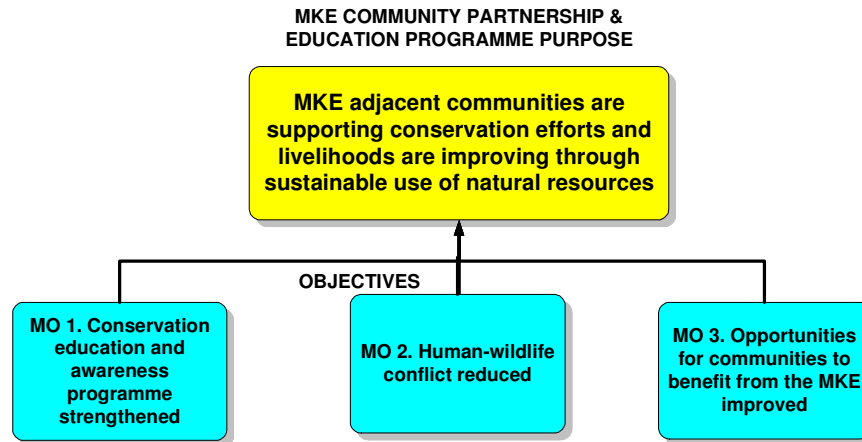 MKE COMMUNITY PARTNERSHIP &
EDUCATION PROGRAMME PURPOSE
MKE adjacent communities are
supporting conservation efforts and
livelihoods are improving through
sustainable use of natural resources
OBJECTIVES
MO 1. Conservation
education and
awareness
programme
strengthened
MO 2. Human-wildlife
conflict reduced
MO 3. Opportunities
for communities to
benefit from the MKE
improved